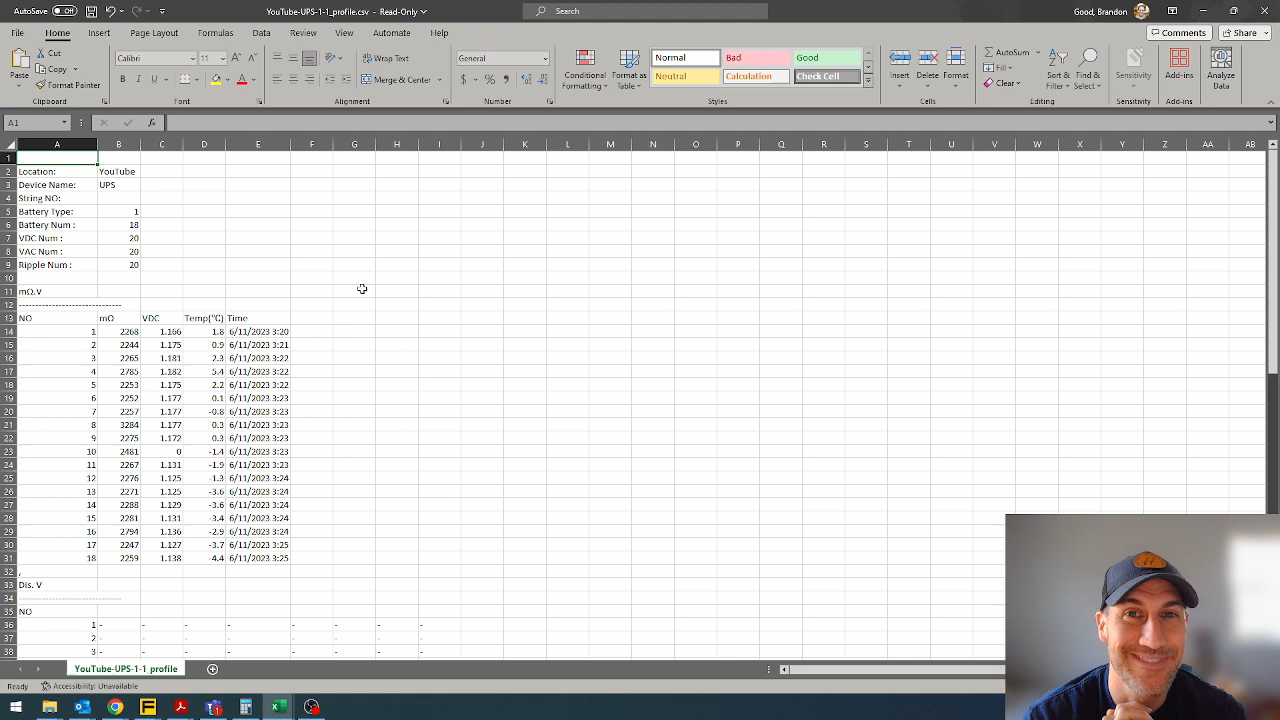 AutoSave Off YouTube-UPS-1-1_profile.csv - Read-Only Search Good, Brandon
File Home Insert Page Layout Formulas Data Review View Automate Help Comments Share
Paste Cut Copy Format Painter Clipboard
Calibri 11 A A B I U A Font
Wrap Text Merge & Center Alignment
General $ % , Number
Conditional Formatting Format as Table
Normal Bad Good
Neutral Calculation Check Cell
Styles
Insert Delete Format Cells
AutoSum Fill Clear Sort & Filter Find & Select Editing
Sensitivity Sensitivity
Add-ins Add-ins
Analyze Data
A1 fx
A B C D E F G H I J K L M N O P Q R S T U V W X Y Z AA AB
1
2 Location: YouTube
3 Device Name: UPS
4 String NO:
5 Battery Type: 1
6 Battery Num : 18
7 VDC Num : 20
8 VAC Num : 20
9 Ripple Num : 20
10
11 mΩ.V
12 -------------------------------
13 NO mΩ VDC Temp(℃) Time
14 1 2268 1.166 1.8 6/11/2023 3:20
15 2 2244 1.175 0.9 6/11/2023 3:21
16 3 2265 1.181 2.3 6/11/2023 3:22
17 4 2785 1.182 5.4 6/11/2023 3:22
18 5 2253 1.175 2.2 6/11/2023 3:22
19 6 2252 1.177 0.1 6/11/2023 3:23
20 7 2257 1.177 -0.8 6/11/2023 3:23
21 8 3284 1.177 0.3 6/11/2023 3:23
22 9 2275 1.172 0.3 6/11/2023 3:23
23 10 2481 0 -1.4 6/11/2023 3:23
24 11 2267 1.131 -1.9 6/11/2023 3:23
25 12 2276 1.125 -1.3 6/11/2023 3:24
26 13 2271 1.125 -3.6 6/11/2023 3:24
27 14 2288 1.129 -3.6 6/11/2023 3:24
28 15 2281 1.131 -3.4 6/11/2023 3:24
29 16 2794 1.136 -2.9 6/11/2023 3:24
30 17 2247 1.127 -3.7 6/11/2023 3:25
31 18 2259 1.138 -4.4 6/11/2023 3:25
32 ,
33 Dis. V
34 -------------------------------
35 NO
36 1 - - - - - - - -
37 2 - - - - - - - -
38 3 - - - - - - - -
YouTube-UPS-1-1_profile
Ready Accessibility: Unavailable